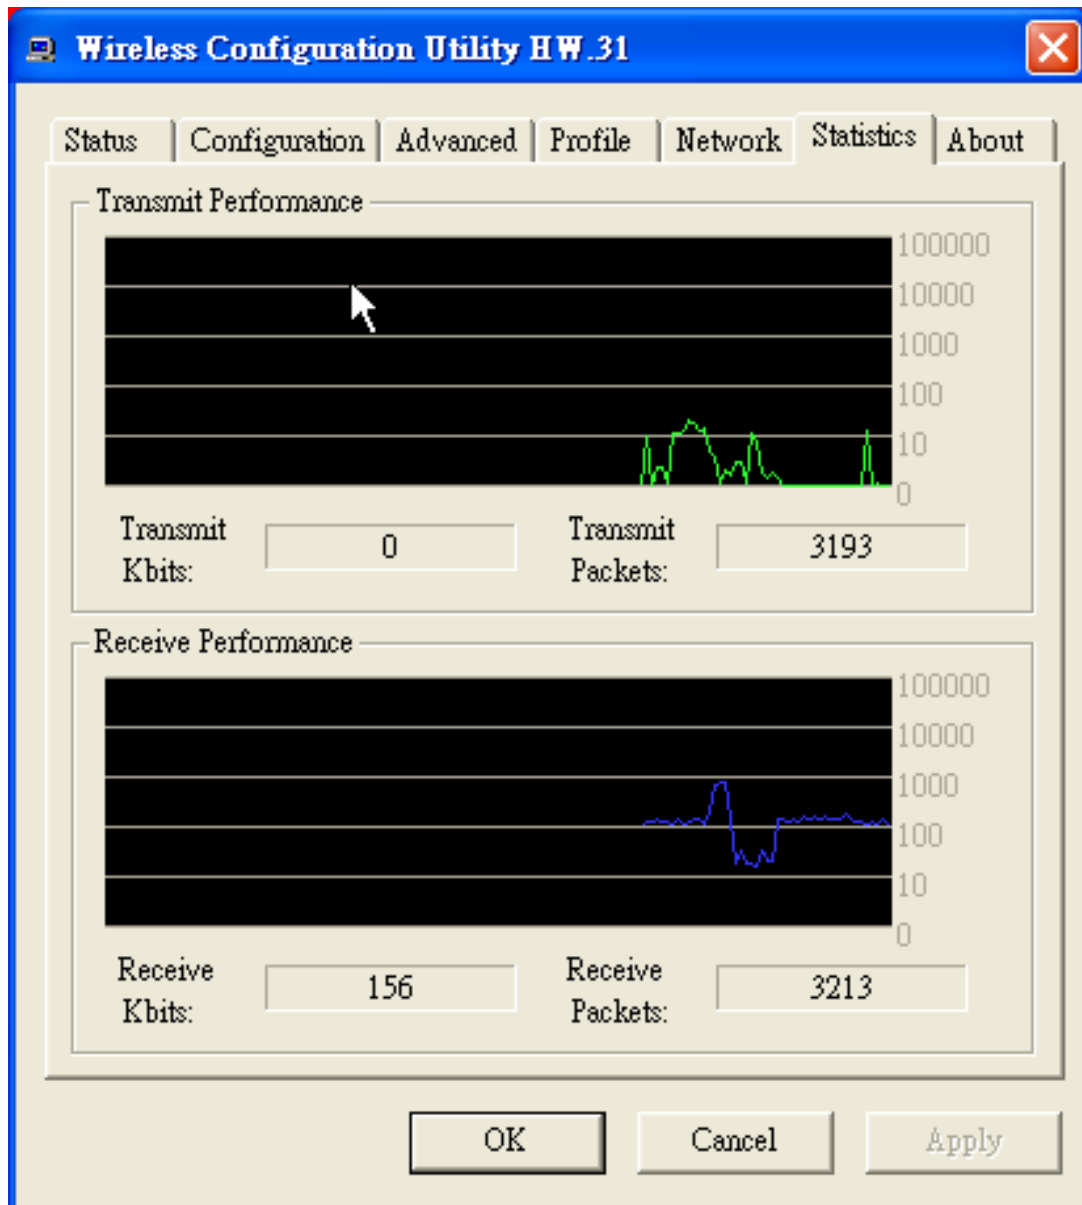 Wireless Configuration Utility HW.31
Status Configuration Advanced Profile Network Statistics About
Transmit Performance
100000
10000
1000
100
10
0
Transmit Kbits:
0
Transmit Packets:
3193
Receive Performance
100000
10000
1000
100
10
0
Receive Kbits:
156
Receive Packets:
3213
OK Cancel Apply